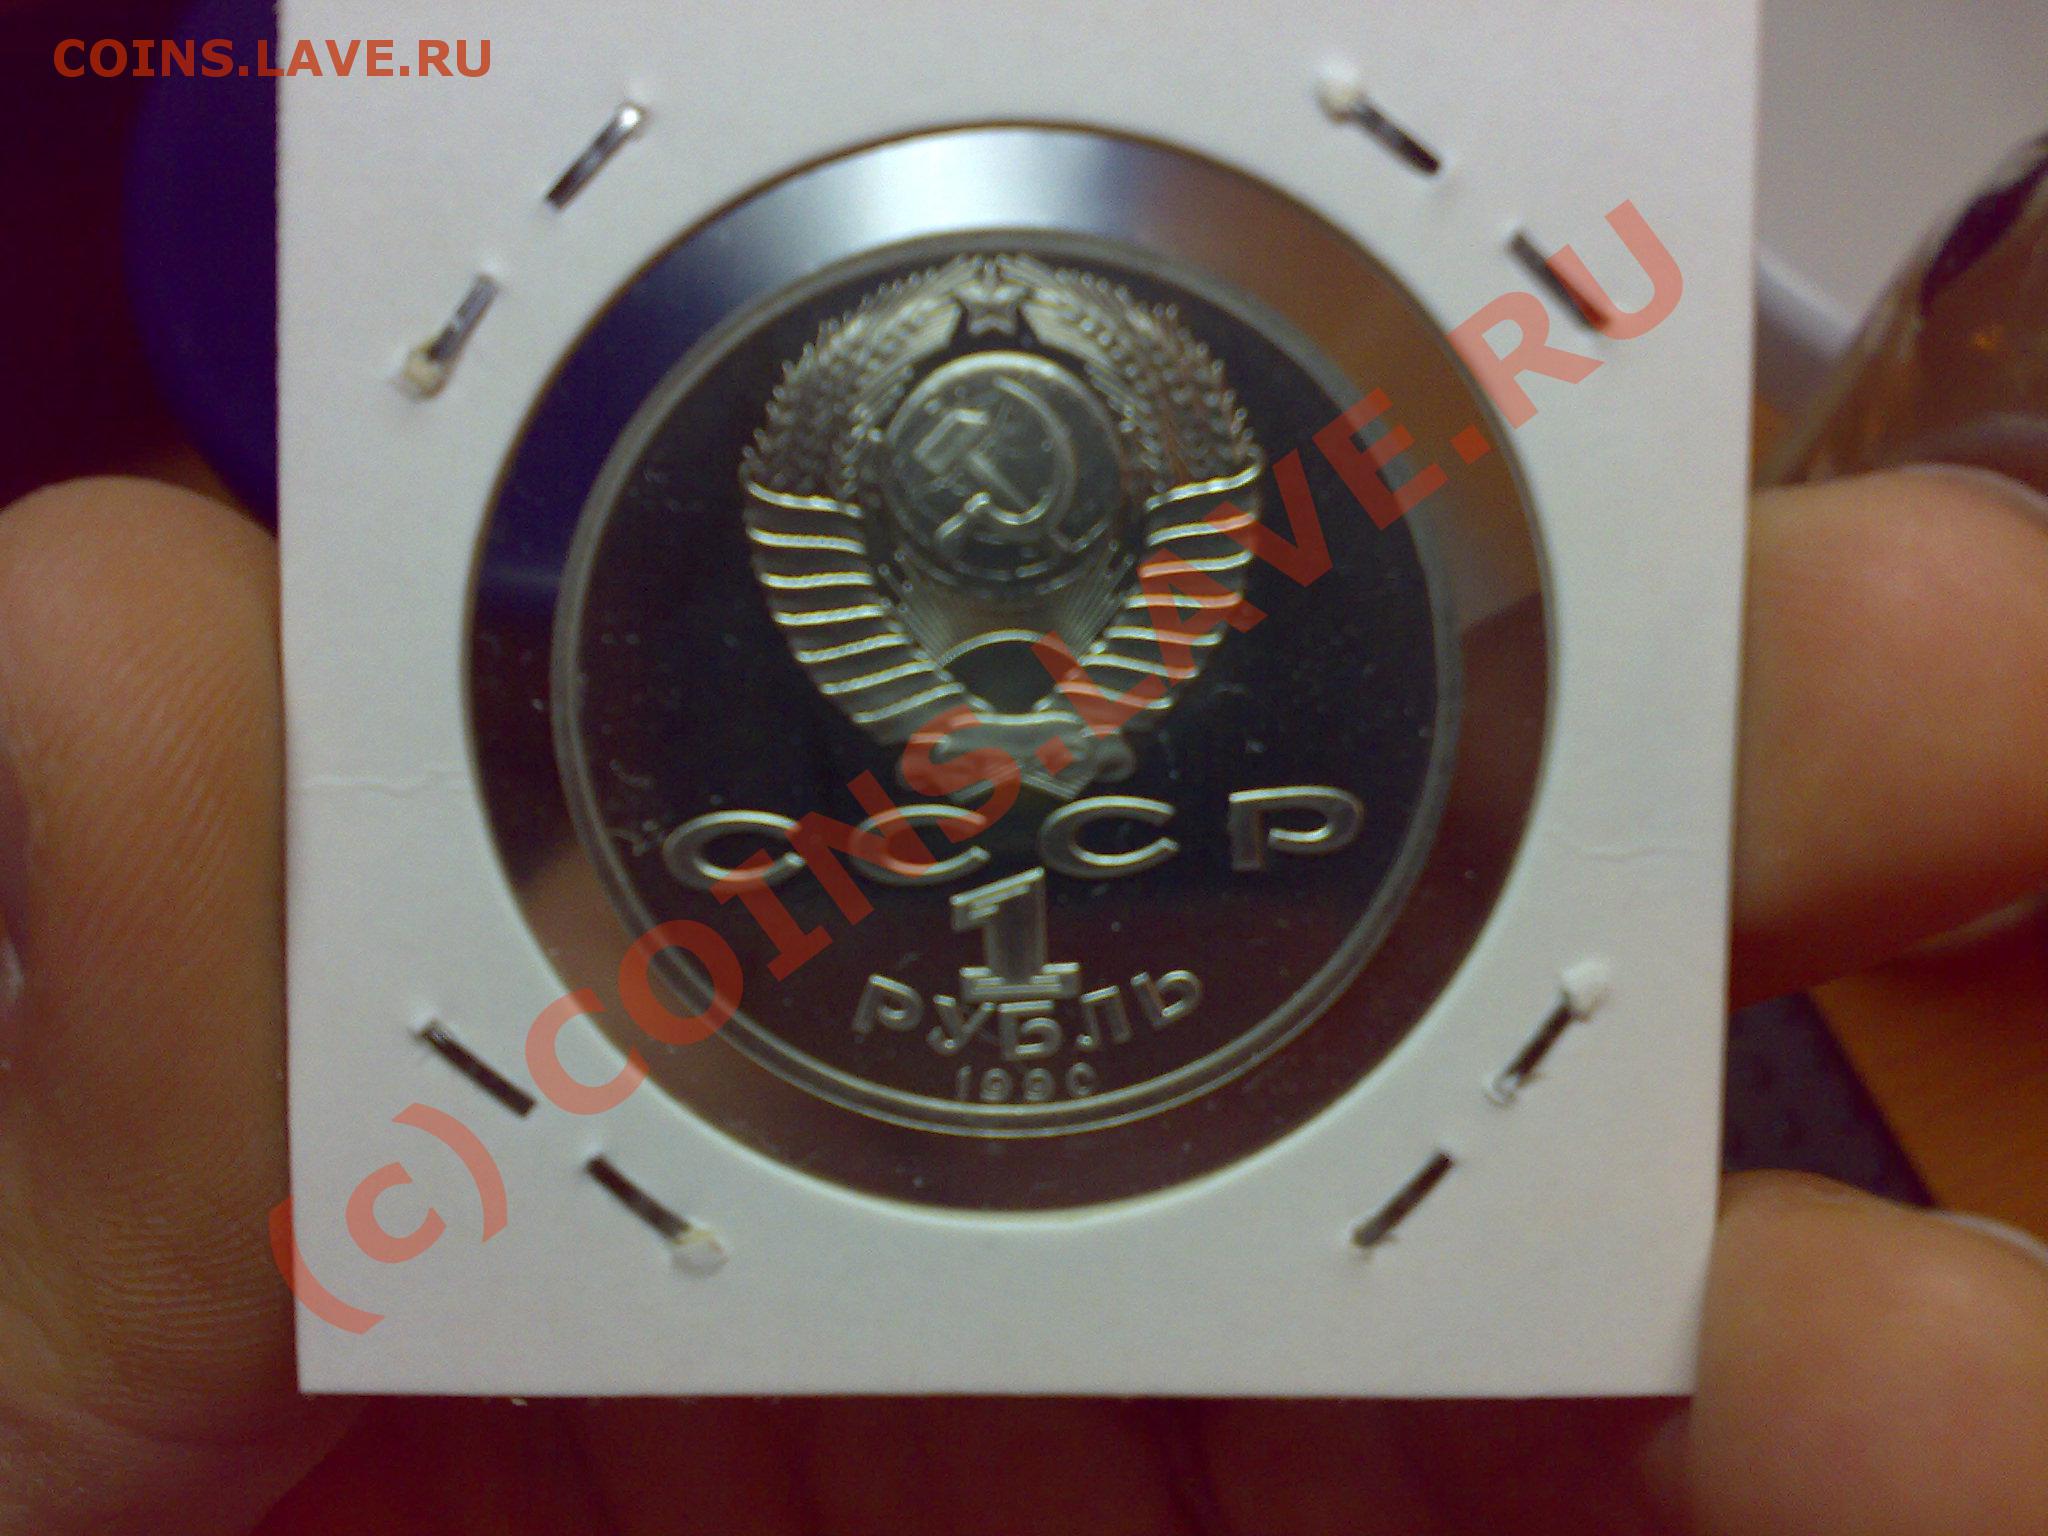 COINS.LAVE.RU
(c) COINS.LAVE.RU
СССР
1
РУБЛЬ
1990